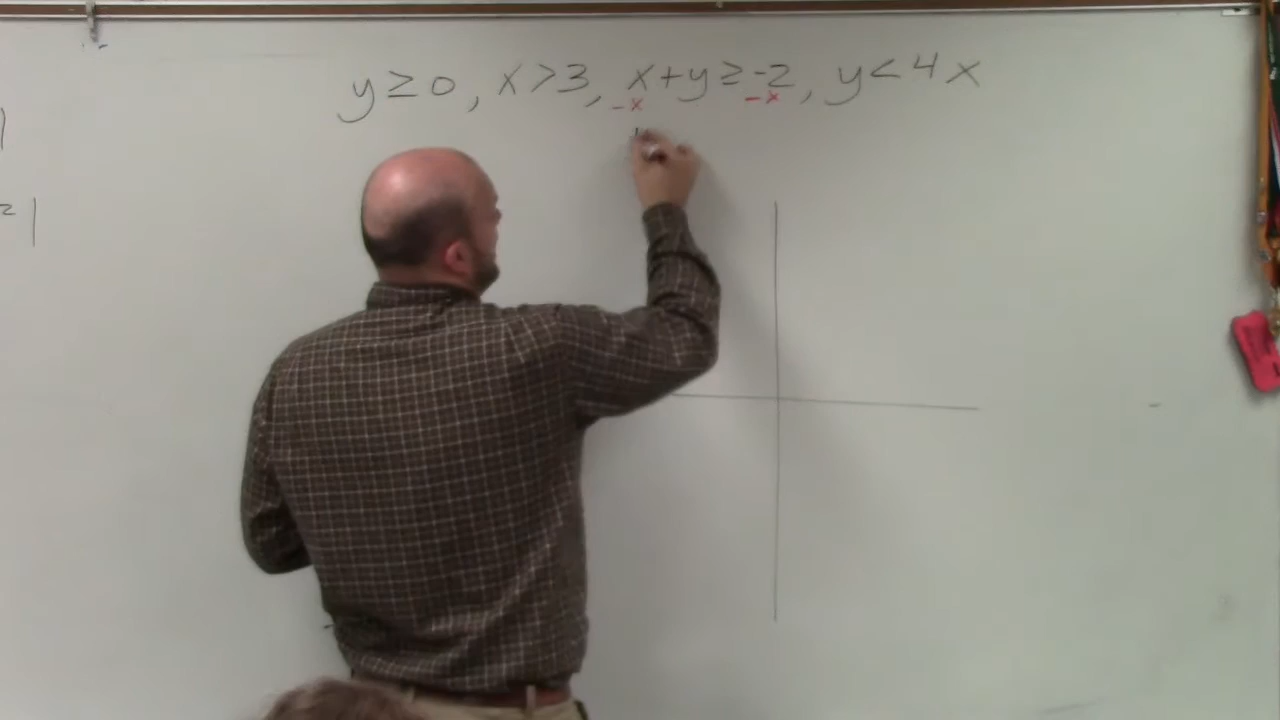 y ≥ 0, x > 3, x + y ≥ -2, y < 4x
-x -x